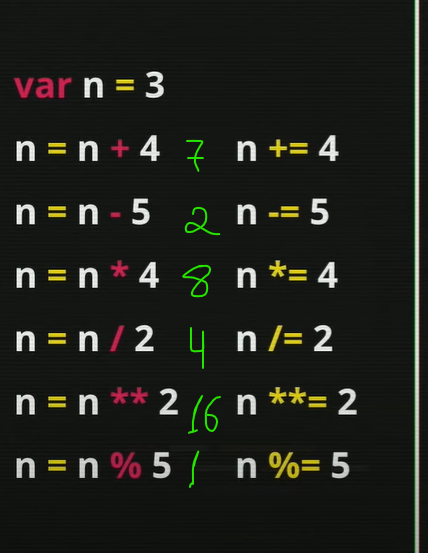 var n = 3
n = n + 4 7 n += 4
n = n - 5 2 n -= 5
n = n * 4 8 n *= 4
n = n / 2 4 n /= 2
n = n ** 2 16 n **= 2
n = n % 5 1 n %= 5